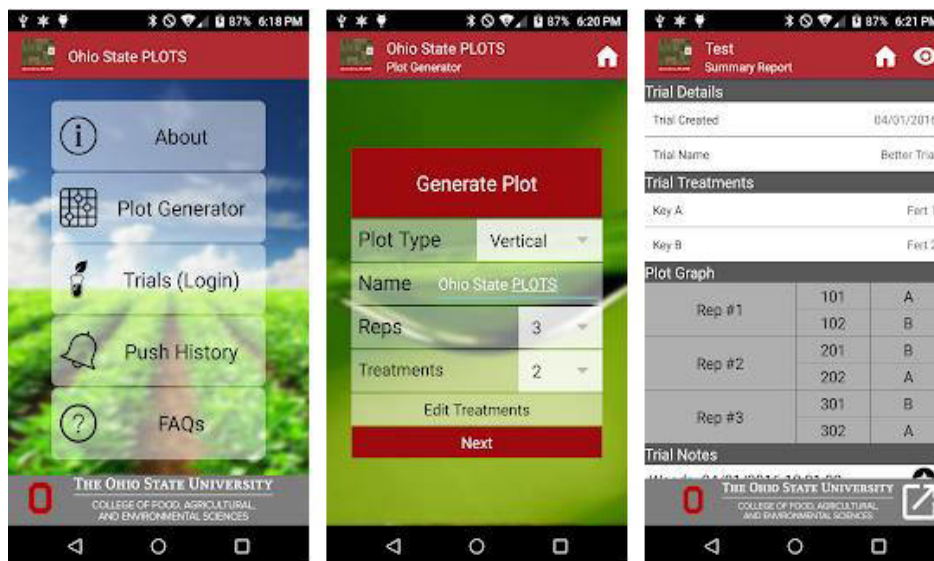 87% 6:18 PM
Ohio State PLOTS
About
Plot Generator
Trials (Login)
Push History
FAQs
THE OHIO STATE UNIVERSITY
COLLEGE OF FOOD, AGRICULTURAL,
AND ENVIRONMENTAL SCIENCES
87% 6:20 PM
Ohio State PLOTS
Plot Generator
Generate Plot
Plot Type Vertical
Name Ohio State PLOTS
Reps 3
Treatments 2
Edit Treatments
Next
87% 6:21 PM
Test
Summary Report
Trial Details
Trial Created 04/01/2016
Trial Name Better Tria
Trial Treatments
Key A Fert 1
Key B Fert 2
Plot Graph
Rep #1 101 A
102 B
Rep #2 201 B
202 A
Rep #3 301 B
302 A
Trial Notes
THE OHIO STATE UNIVERSITY
COLLEGE OF FOOD, AGRICULTURAL,
AND ENVIRONMENTAL SCIENCES